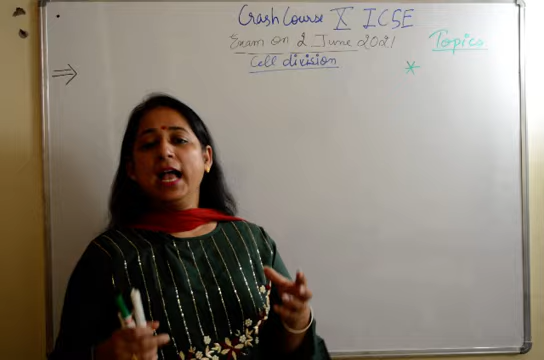 Crash Course X ICSE
Exam on 2 June 2021
Topics
Cell division